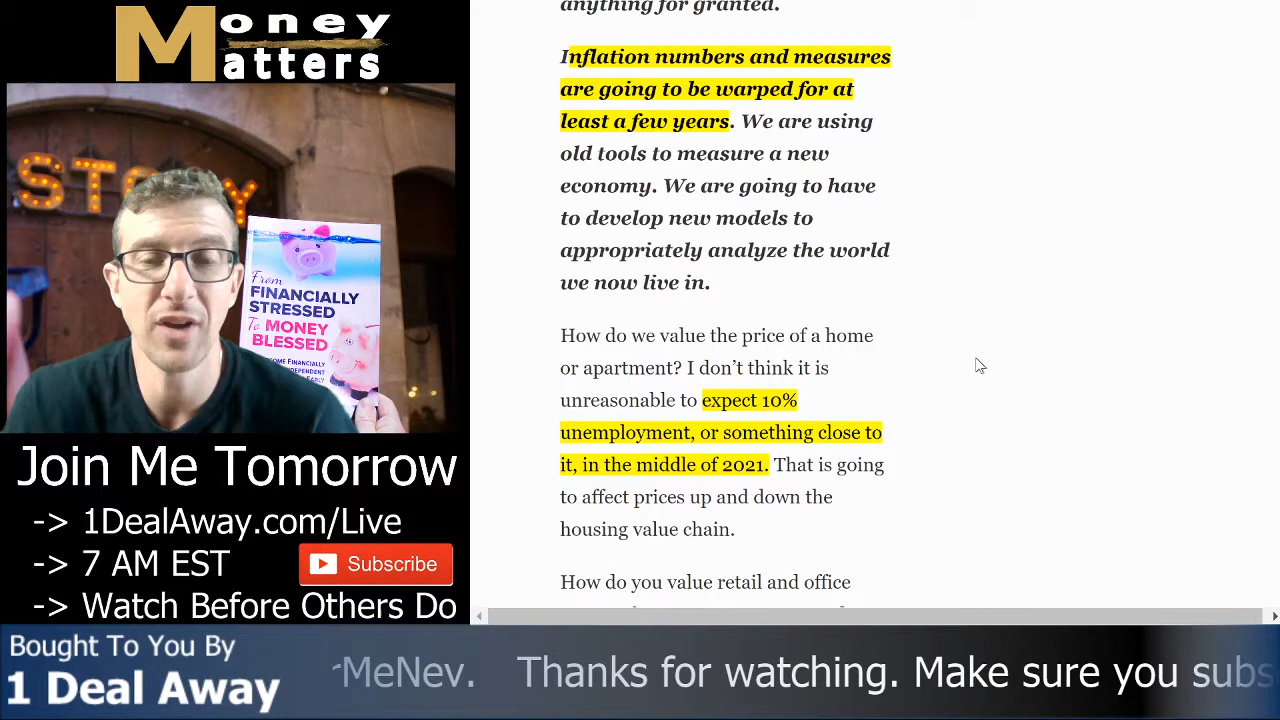 Money
Matters
STORY
From
FINANCIALLY
STRESSED
To MONEY
BLESSED
Join Me Tomorrow
-> 1DealAway.com/Live
-> 7 AM EST
Subscribe
-> Watch Before Others Do
anything for granted.
Inflation numbers and measures
are going to be warped for at
least a few years. We are using
old tools to measure a new
economy. We are going to have
to develop new models to
appropriately analyze the world
we now live in.
How do we value the price of a home
or apartment? I don’t think it is
unreasonable to expect 10%
unemployment, or something close to
it, in the middle of 2021. That is going
to affect prices up and down the
housing value chain.
How do you value retail and office
Bought To You By
1 Deal Away
rMeNev. Thanks for watching. Make sure you subs